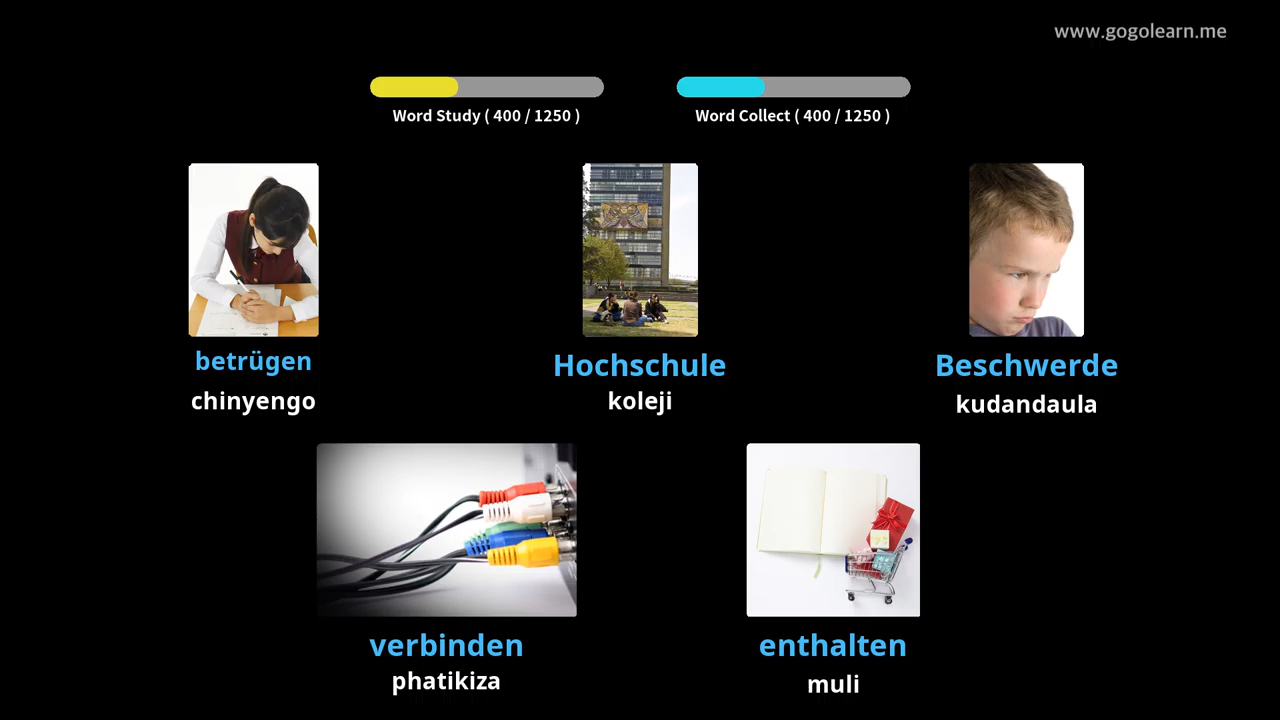 www.gogolearn.me
Word Study ( 400 / 1250 )
Word Collect ( 400 / 1250 )
betrügen
chinyengo
Hochschule
koleji
Beschwerde
kudandaula
verbinden
phatikiza
enthalten
muli